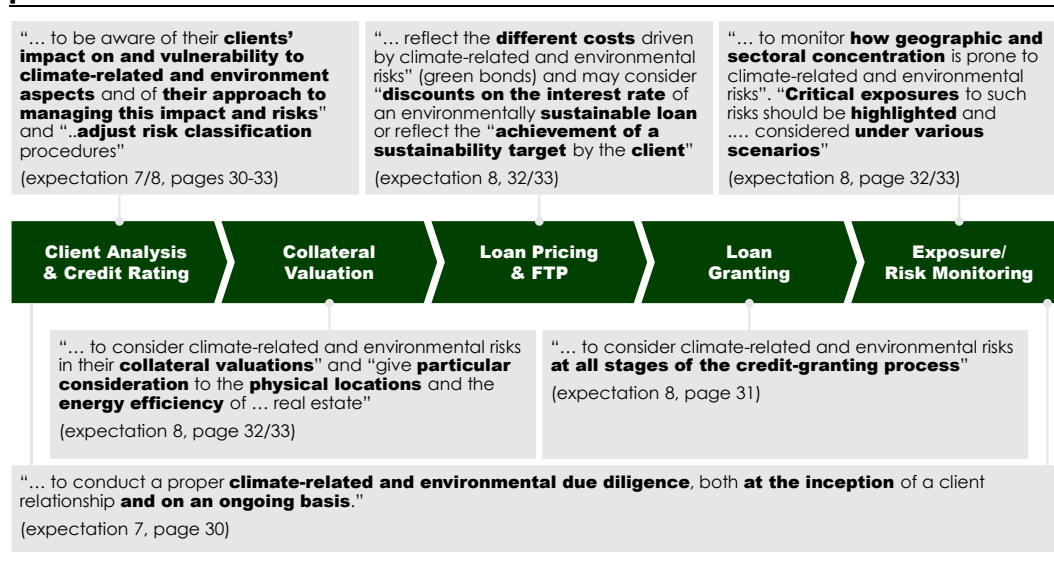 “… to be aware of their clients’
impact on and vulnerability to
climate-related and environment
aspects and of their approach to
managing this impact and risks”
and “..adjust risk classification
procedures”
(expectation 7/8, pages 30-33)
“… reflect the different costs driven
by climate-related and environmental
risks” (green bonds) and may consider
“discounts on the interest rate of
an environmentally sustainable loan
or reflect the “achievement of a
sustainability target by the client”
(expectation 8, 32/33)
“… to monitor how geographic and
sectoral concentration is prone to
climate-related and environmental
risks”. “Critical exposures to such
risks should be highlighted and
…. considered under various
scenarios”
(expectation 8, page 32/33)
Client Analysis
& Credit Rating
Collateral
Valuation
Loan Pricing
& FTP
Loan
Granting
Exposure/
Risk Monitoring
“… to consider climate-related and environmental risks
in their collateral valuations” and “give particular
consideration to the physical locations and the
energy efficiency of … real estate”
(expectation 8, page 32/33)
“… to consider climate-related and environmental risks
at all stages of the credit-granting process”
(expectation 8, page 31)
“… to conduct a proper climate-related and environmental due diligence, both at the inception of a client
relationship and on an ongoing basis.”
(expectation 7, page 30)